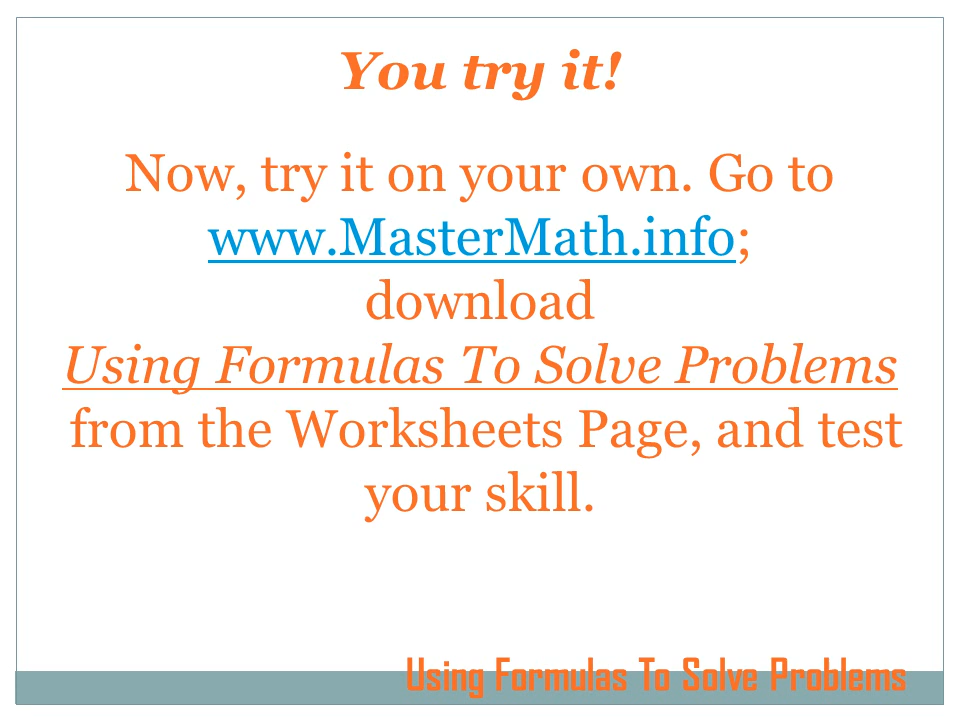 You try it!
Now, try it on your own. Go to
www.MasterMath.info;
download
Using Formulas To Solve Problems
from the Worksheets Page, and test
your skill.
Using Formulas To Solve Problems